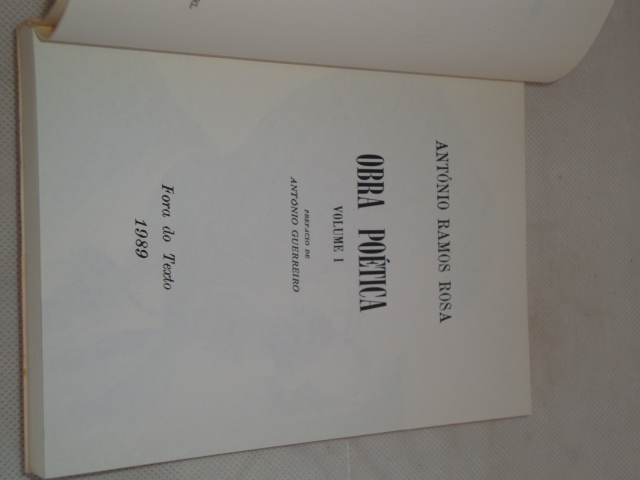 ANTÓNIO RAMOS ROSA
OBRA POÉTICA
VOLUME 1
PREFÁCIO DE
ANTÓNIO GUERREIRO
Fora do Texto
1989